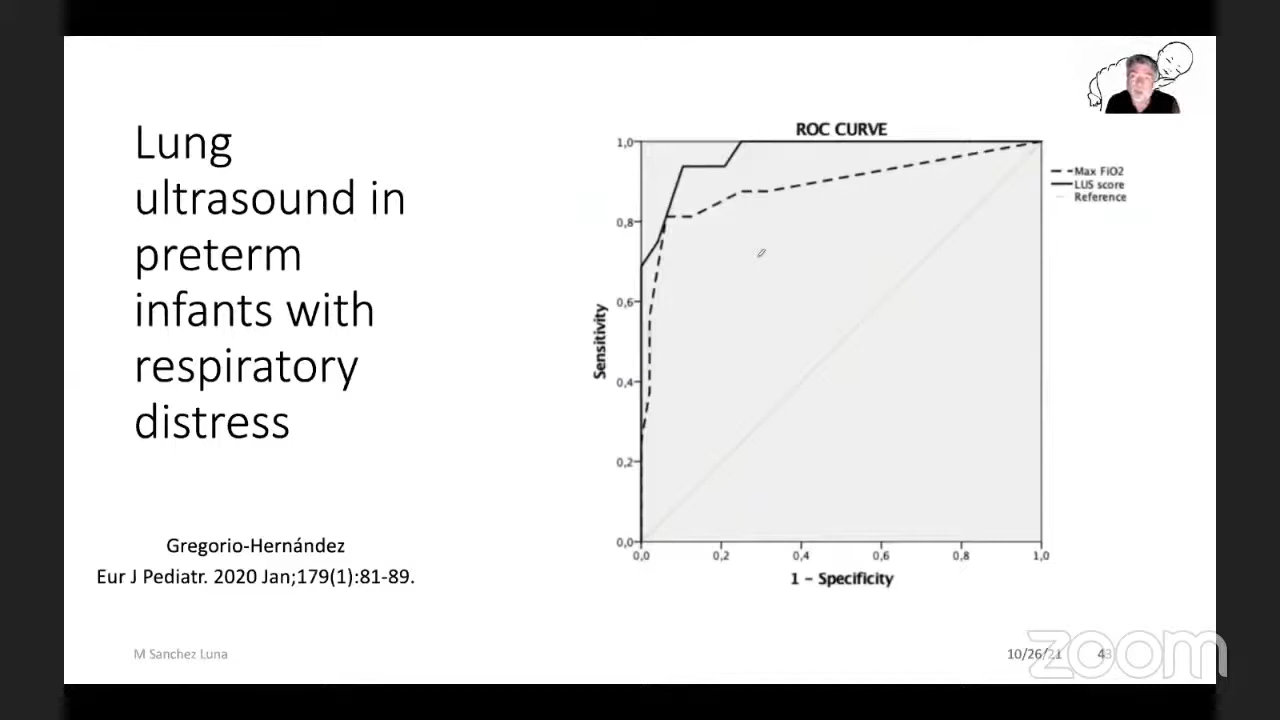 Lung
ultrasound in
preterm
infants with
respiratory
distress
Gregorio-Hernández
Eur J Pediatr. 2020 Jan;179(1):81-89.
ROC CURVE
1,0
0,8
0,6
0,4
0,2
0,0
Sensitivity
0,0 0,2 0,4 0,6 0,8 1,0
1 - Specificity
Max FiO2
LUS score
Reference
M Sanchez Luna
10/26/21
43
zoom